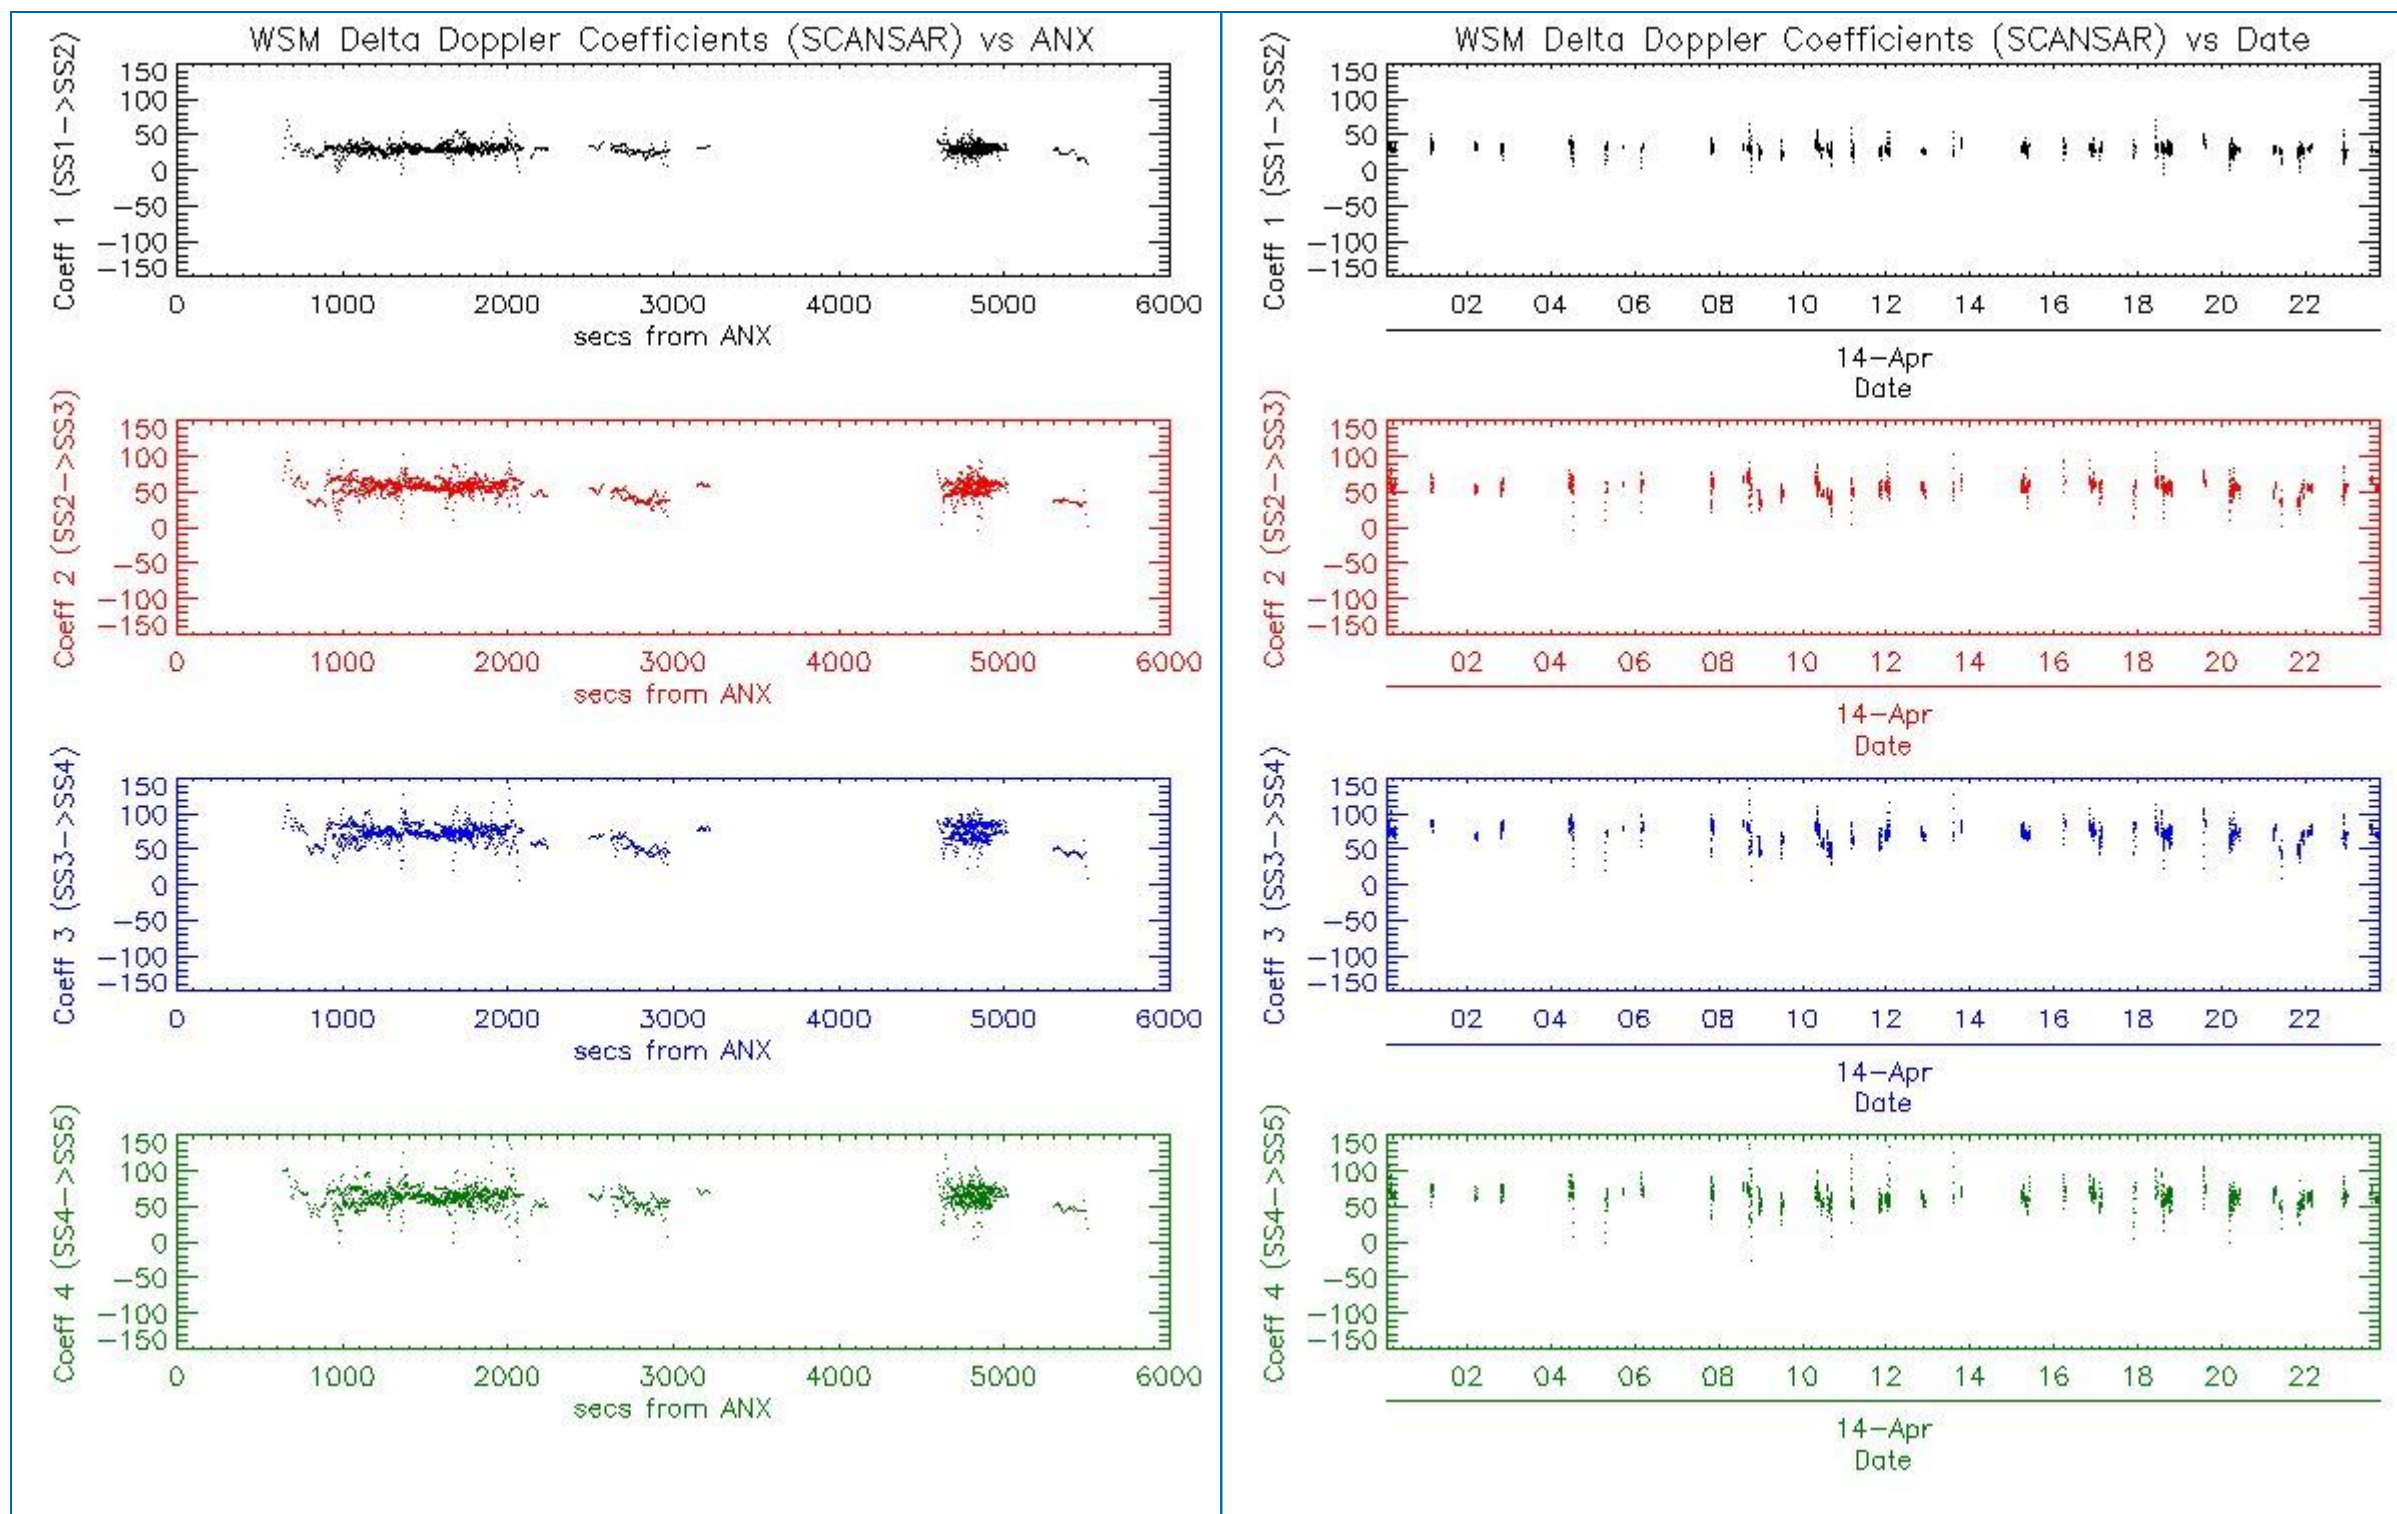 WSM Delta Doppler Coefficients (SCANSAR) vs ANX
Coeff 1 (SS1->SS2)
150
100
50
0
-50
-100
-150
0 1000 2000 3000 4000 5000 6000
secs from ANX
Coeff 2 (SS2->SS3)
150
100
50
0
-50
-100
-150
0 1000 2000 3000 4000 5000 6000
secs from ANX
Coeff 3 (SS3->SS4)
150
100
50
0
-50
-100
-150
0 1000 2000 3000 4000 5000 6000
secs from ANX
Coeff 4 (SS4->SS5)
150
100
50
0
-50
-100
-150
0 1000 2000 3000 4000 5000 6000
secs from ANX
WSM Delta Doppler Coefficients (SCANSAR) vs Date
Coeff 1 (SS1->SS2)
150
100
50
0
-50
-100
-150
02 04 06 08 10 12 14 16 18 20 22
14-Apr
Date
Coeff 2 (SS2->SS3)
150
100
50
0
-50
-100
-150
02 04 06 08 10 12 14 16 18 20 22
14-Apr
Date
Coeff 3 (SS3->SS4)
150
100
50
0
-50
-100
-150
02 04 06 08 10 12 14 16 18 20 22
14-Apr
Date
Coeff 4 (SS4->SS5)
150
100
50
0
-50
-100
-150
02 04 06 08 10 12 14 16 18 20 22
14-Apr
Date